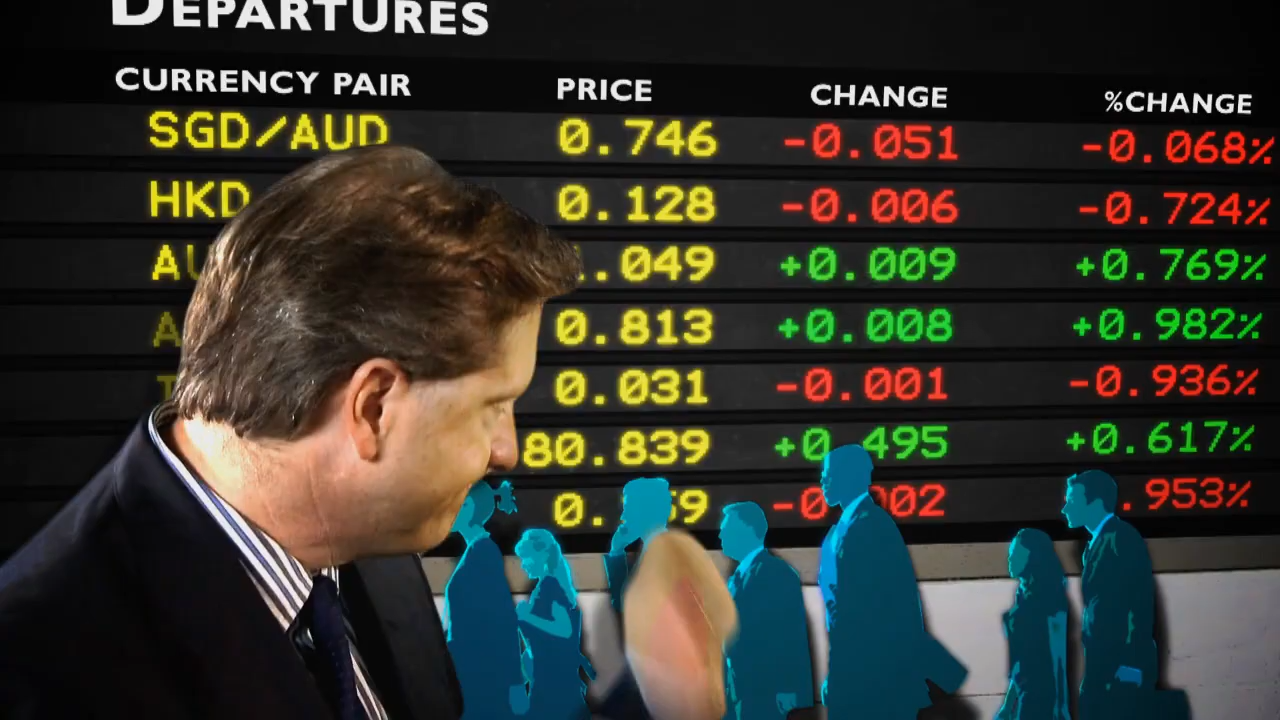 DEPARTURES
CURRENCY PAIR PRICE CHANGE %CHANGE
SGD/AUD 0.746 -0.051 -0.068%
HKD 0.128 -0.006 -0.724%
.049 +0.009 +0.769%
0.813 +0.008 +0.982%
0.031 -0.001 -0.936%
80.839 +0.495 +0.617%
.953%